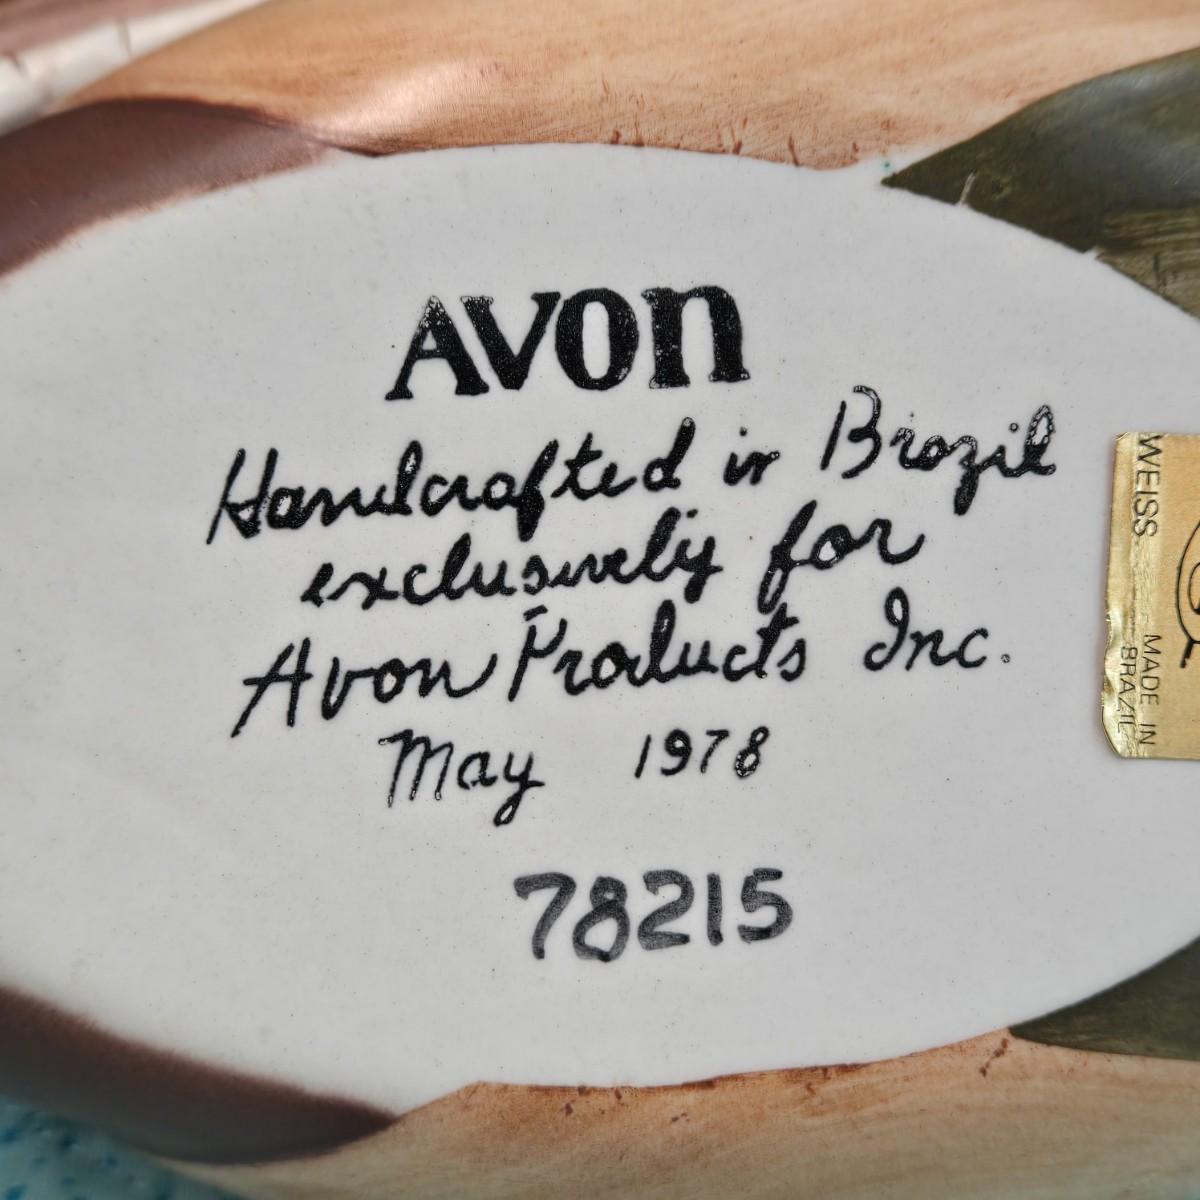 AVON
Handcrafted in Brazil
exclusively for
Avon Products Inc.
May 1978
78215
WEISS
MADE IN
BRAZIL